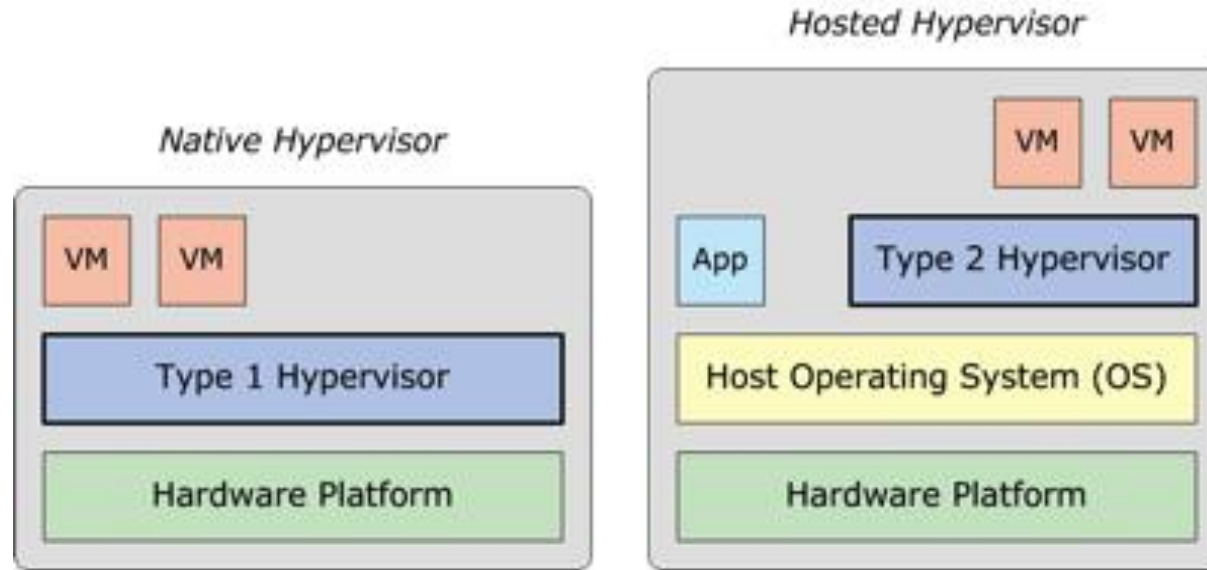 Native Hypervisor
VM VM
Type 1 Hypervisor
Hardware Platform
Hosted Hypervisor
VM VM
App Type 2 Hypervisor
Host Operating System (OS)
Hardware Platform